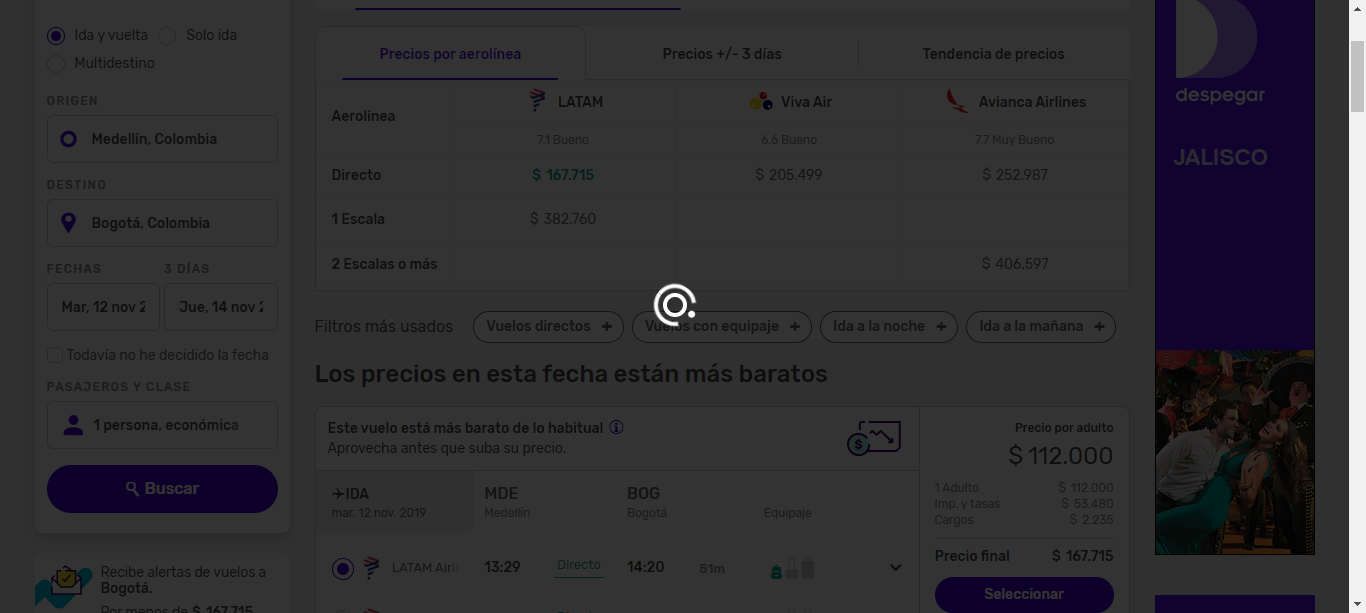 Ida y vuelta Solo ida
Multidestino
ORIGEN
Medellín, Colombia
DESTINO
Bogotá, Colombia
FECHAS 3 DÍAS
Mar, 12 nov 2 Jue, 14 nov 2
Todavía no he decidido la fecha
PASAJEROS Y CLASE
1 persona, económica
Buscar
Recibe alertas de vuelos a
Bogotá.
Por menos de $ 167.715
Precios por aerolínea Precios +/- 3 días Tendencia de precios
Aerolínea LATAM Viva Air Avianca Airlines
7.1 Bueno 6.6 Bueno 7.7 Muy Bueno
Directo $ 167.715 $ 205.499 $ 252.987
1 Escala $ 382.760
2 Escalas o más $ 406.597
Filtros más usados Vuelos directos + Vuelos con equipaje + Ida a la noche + Ida a la mañana +
Los precios en esta fecha están más baratos
Este vuelo está más barato de lo habitual
Aprovecha antes que suba su precio.
IDA MDE BOG
mar. 12 nov. 2019 Medellín Bogotá Equipaje
LATAM Airli 13:29 Directo 14:20 51m
Precio por adulto
$ 112.000
1 Adulto $ 112.000
Imp. y tasas $ 53.480
Cargos $ 2.235
Precio final $ 167.715
Seleccionar
despegar
JALISCO